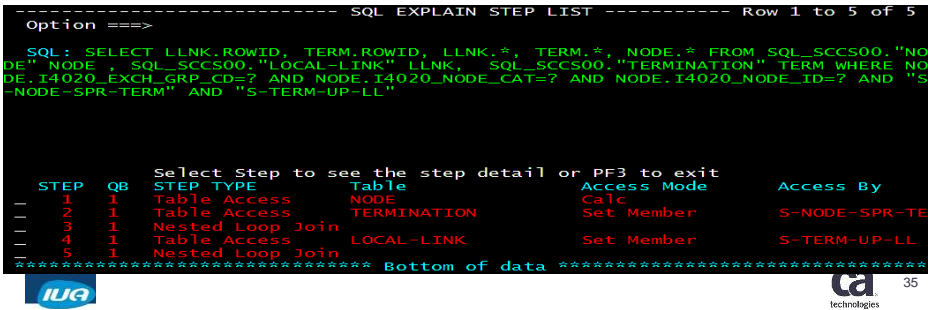 -------------------------------- SQL EXPLAIN STEP LIST ----------- Row 1 to 5 of 5
Option ===>
SQL: SELECT LLNK.ROWID, TERM.ROWID, LLNK.*, TERM.*, NODE.* FROM SQL_SCCS00."NO
DE" NODE , SQL_SCCS00."LOCAL-LINK" LLNK, SQL_SCCS00."TERMINATION" TERM WHERE NO
DE.I4020_EXCH_GRP_CD=? AND NODE.I4020_NODE_CAT=? AND NODE.I4020_NODE_ID=? AND "S
-NODE-SPR-TERM" AND "S-TERM-UP-LL"
Select Step to see the step detail or PF3 to exit
STEP QB STEP TYPE Table Access Mode Access By
_ 1 1 Table Access NODE Calc
_ 2 1 Table Access TERMINATION Set Member S-NODE-SPR-TE
_ 3 1 Nested Loop Join
_ 4 1 Table Access LOCAL-LINK Set Member S-TERM-UP-LL
_ 5 1 Nested Loop Join
******************************** Bottom of data *********************************
IUA ca technologies 35